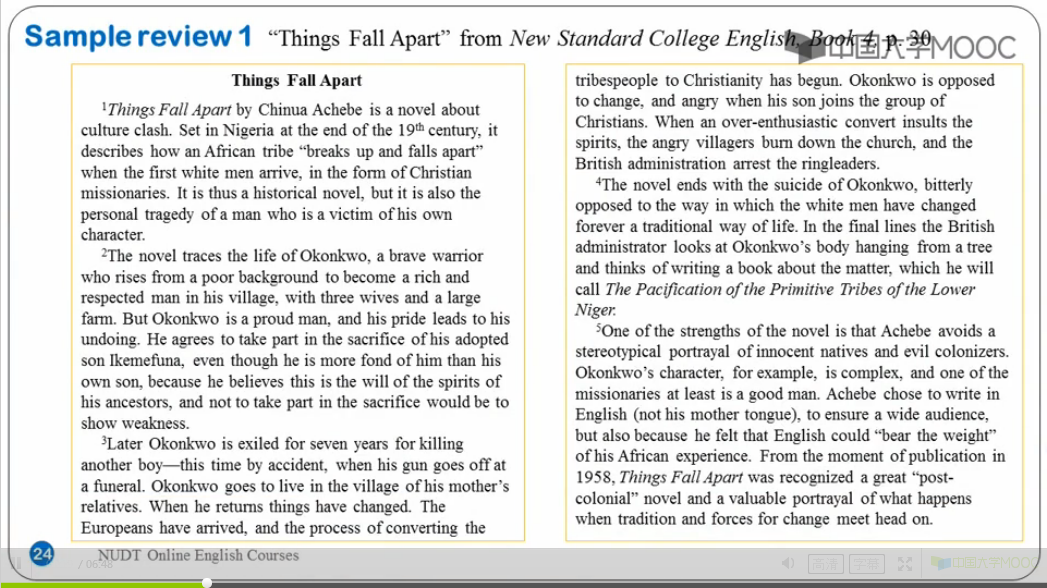 Sample review 1 “Things Fall Apart” from New Standard College English, Book 4, p. 30
中国大学MOOC
Things Fall Apart
1Things Fall Apart by Chinua Achebe is a novel about
culture clash. Set in Nigeria at the end of the 19th century, it
describes how an African tribe “breaks up and falls apart”
when the first white men arrive, in the form of Christian
missionaries. It is thus a historical novel, but it is also the
personal tragedy of a man who is a victim of his own
character.
2The novel traces the life of Okonkwo, a brave warrior
who rises from a poor background to become a rich and
respected man in his village, with three wives and a large
farm. But Okonkwo is a proud man, and his pride leads to his
undoing. He agrees to take part in the sacrifice of his adopted
son Ikemefuna, even though he is more fond of him than his
own son, because he believes this is the will of the spirits of
his ancestors, and not to take part in the sacrifice would be to
show weakness.
3Later Okonkwo is exiled for seven years for killing
another boy—this time by accident, when his gun goes off at
a funeral. Okonkwo goes to live in the village of his mother’s
relatives. When he returns things have changed. The
Europeans have arrived, and the process of converting the
tribespeople to Christianity has begun. Okonkwo is opposed
to change, and angry when his son joins the group of
Christians. When an over-enthusiastic convert insults the
spirits, the angry villagers burn down the church, and the
British administration arrest the ringleaders.
4The novel ends with the suicide of Okonkwo, bitterly
opposed to the way in which the white men have changed
forever a traditional way of life. In the final lines the British
administrator looks at Okonkwo’s body hanging from a tree
and thinks of writing a book about the matter, which he will
call The Pacification of the Primitive Tribes of the Lower
Niger.
5One of the strengths of the novel is that Achebe avoids a
stereotypical portrayal of innocent natives and evil colonizers.
Okonkwo’s character, for example, is complex, and one of the
missionaries at least is a good man. Achebe chose to write in
English (not his mother tongue), to ensure a wide audience,
but also because he felt that English could “bear the weight”
of his African experience. From the moment of publication in
1958, Things Fall Apart was recognized a great “post-
colonial” novel and a valuable portrayal of what happens
when tradition and forces for change meet head on.
24 NUDT Online English Courses
/ 06:48 高清 字幕 中国大学MOOC